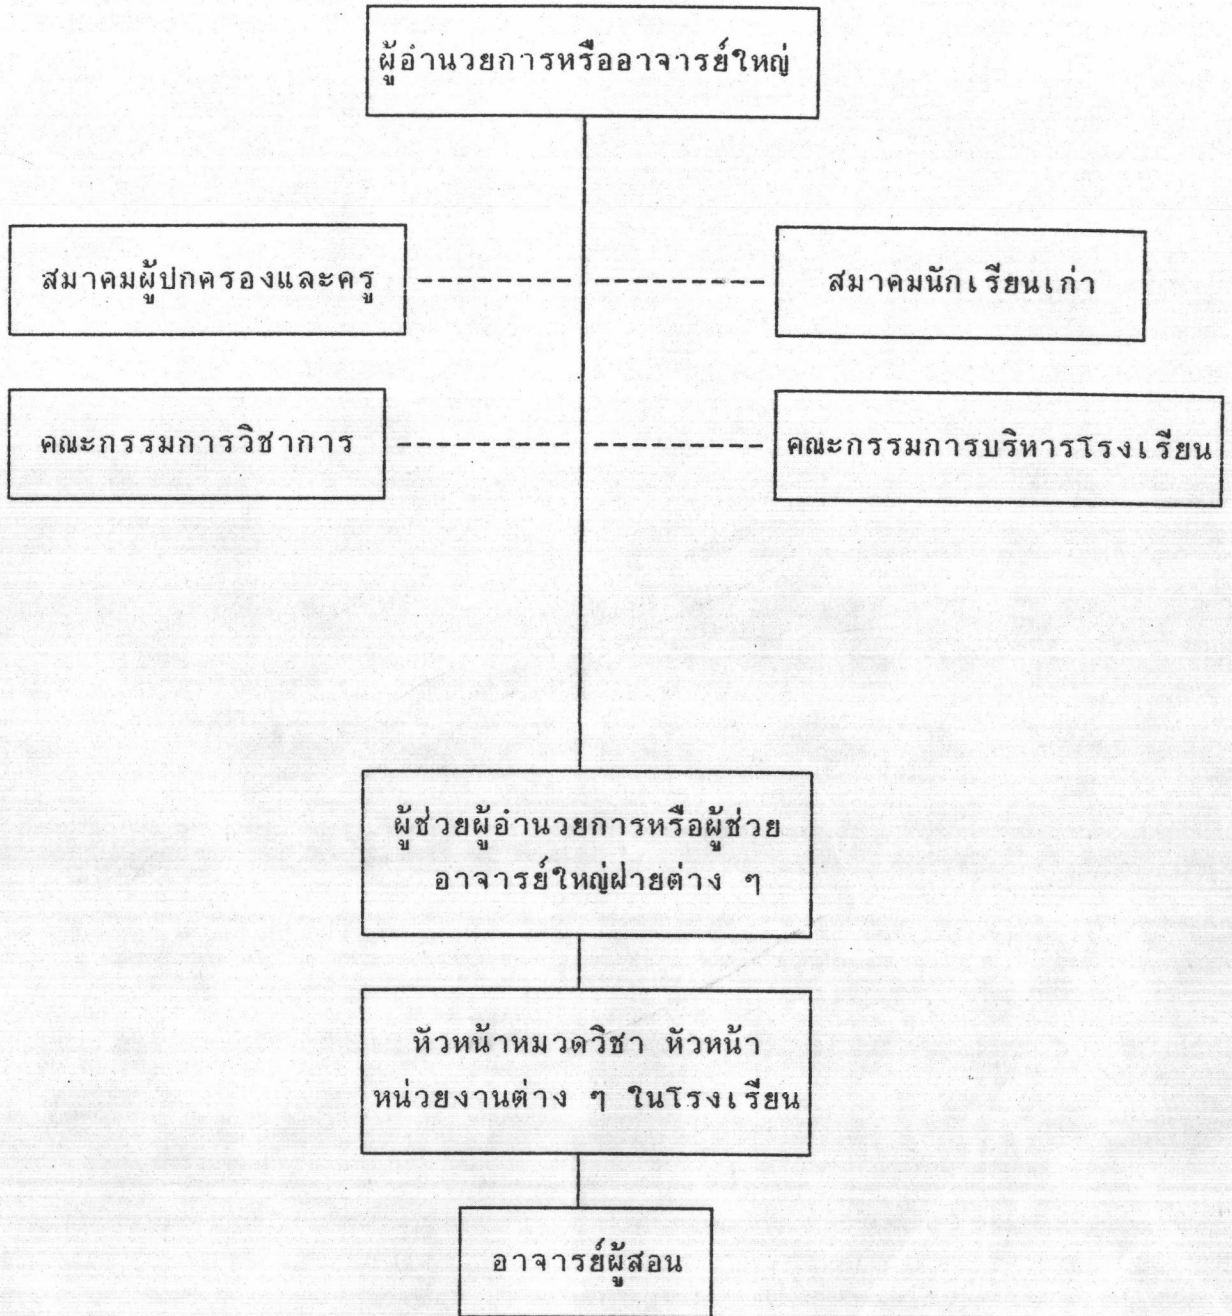 ผู้อำนวยการหรืออาจารย์ใหญ่
สมาคมผู้ปกครองและครู
สมาคมนักเรียนเก่า
คณะกรรมการวิชาการ
คณะกรรมการบริหารโรงเรียน
ผู้ช่วยผู้อำนวยการหรือผู้ช่วย
อาจารย์ใหญ่ฝ่ายต่าง ๆ
หัวหน้าหมวดวิชา หัวหน้า
หน่วยงานต่าง ๆ ในโรงเรียน
อาจารย์ผู้สอน